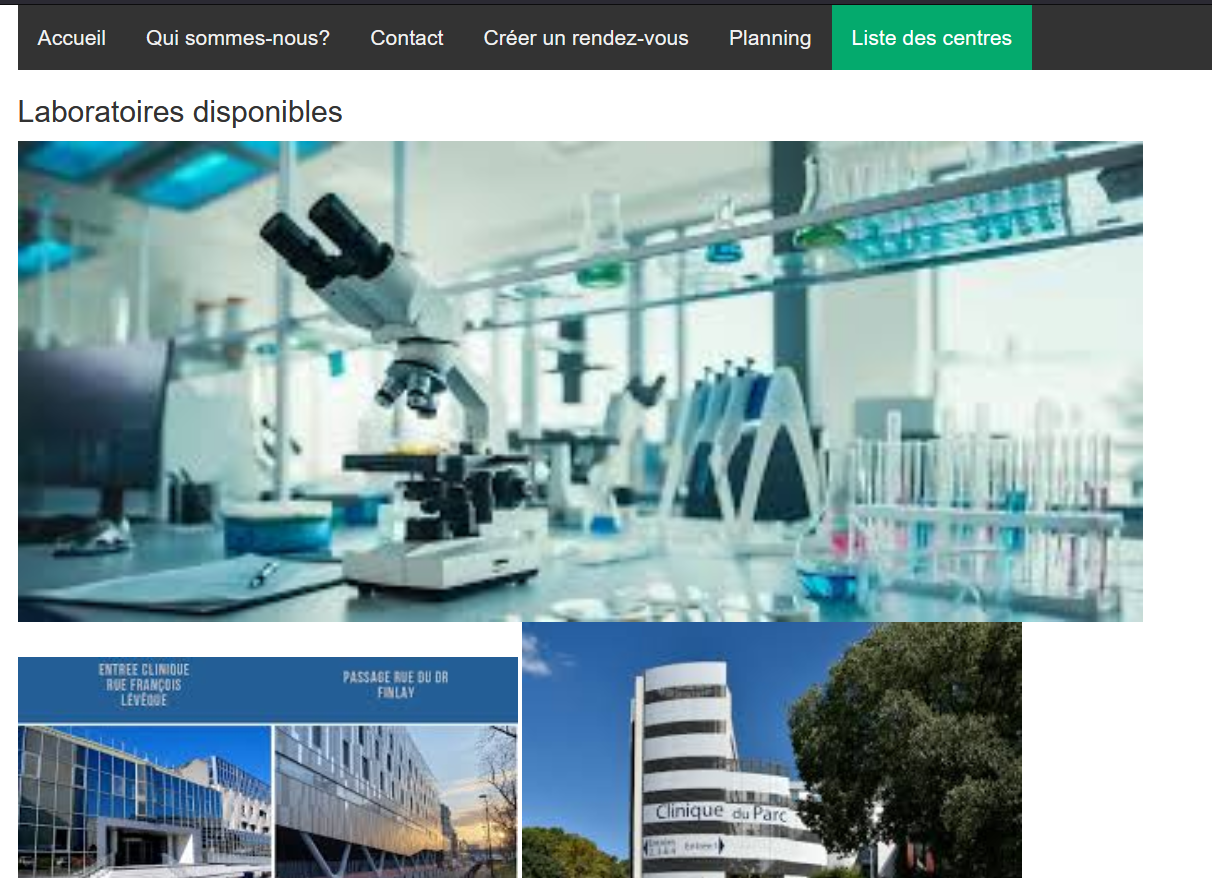 Accueil Qui sommes-nous? Contact Créer un rendez-vous Planning Liste des centres
Laboratoires disponibles
ENTREE CLINIQUE
RUE FRANÇOIS
LÉVÊQUE
PASSAGE RUE DU DR
FINLAY
Clinique du Parc
Entrée 1